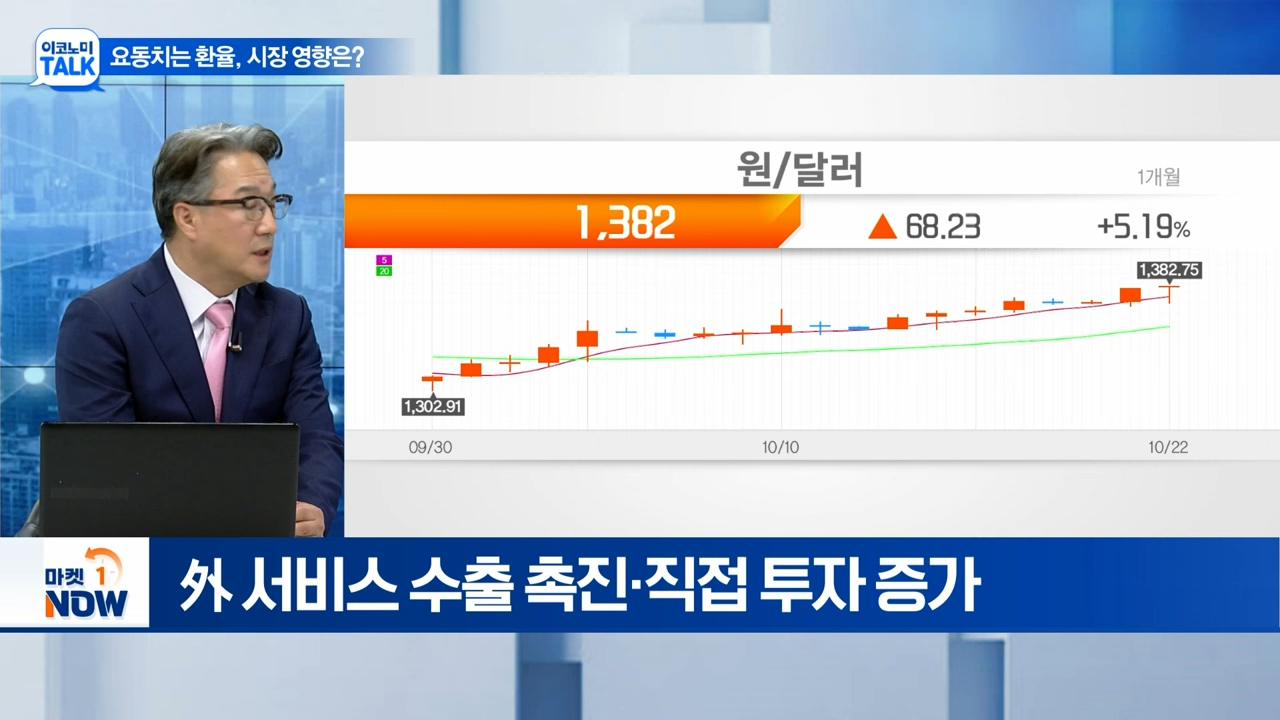 이코노미
TALK
요동치는 환율, 시장 영향은?
원/달러
1개월
1,382
▲ 68.23
+5.19%
5
20
1,382.75
1,302.91
09/30
10/10
10/22
마켓 1
NOW
外 서비스 수출 촉진·직접 투자 증가